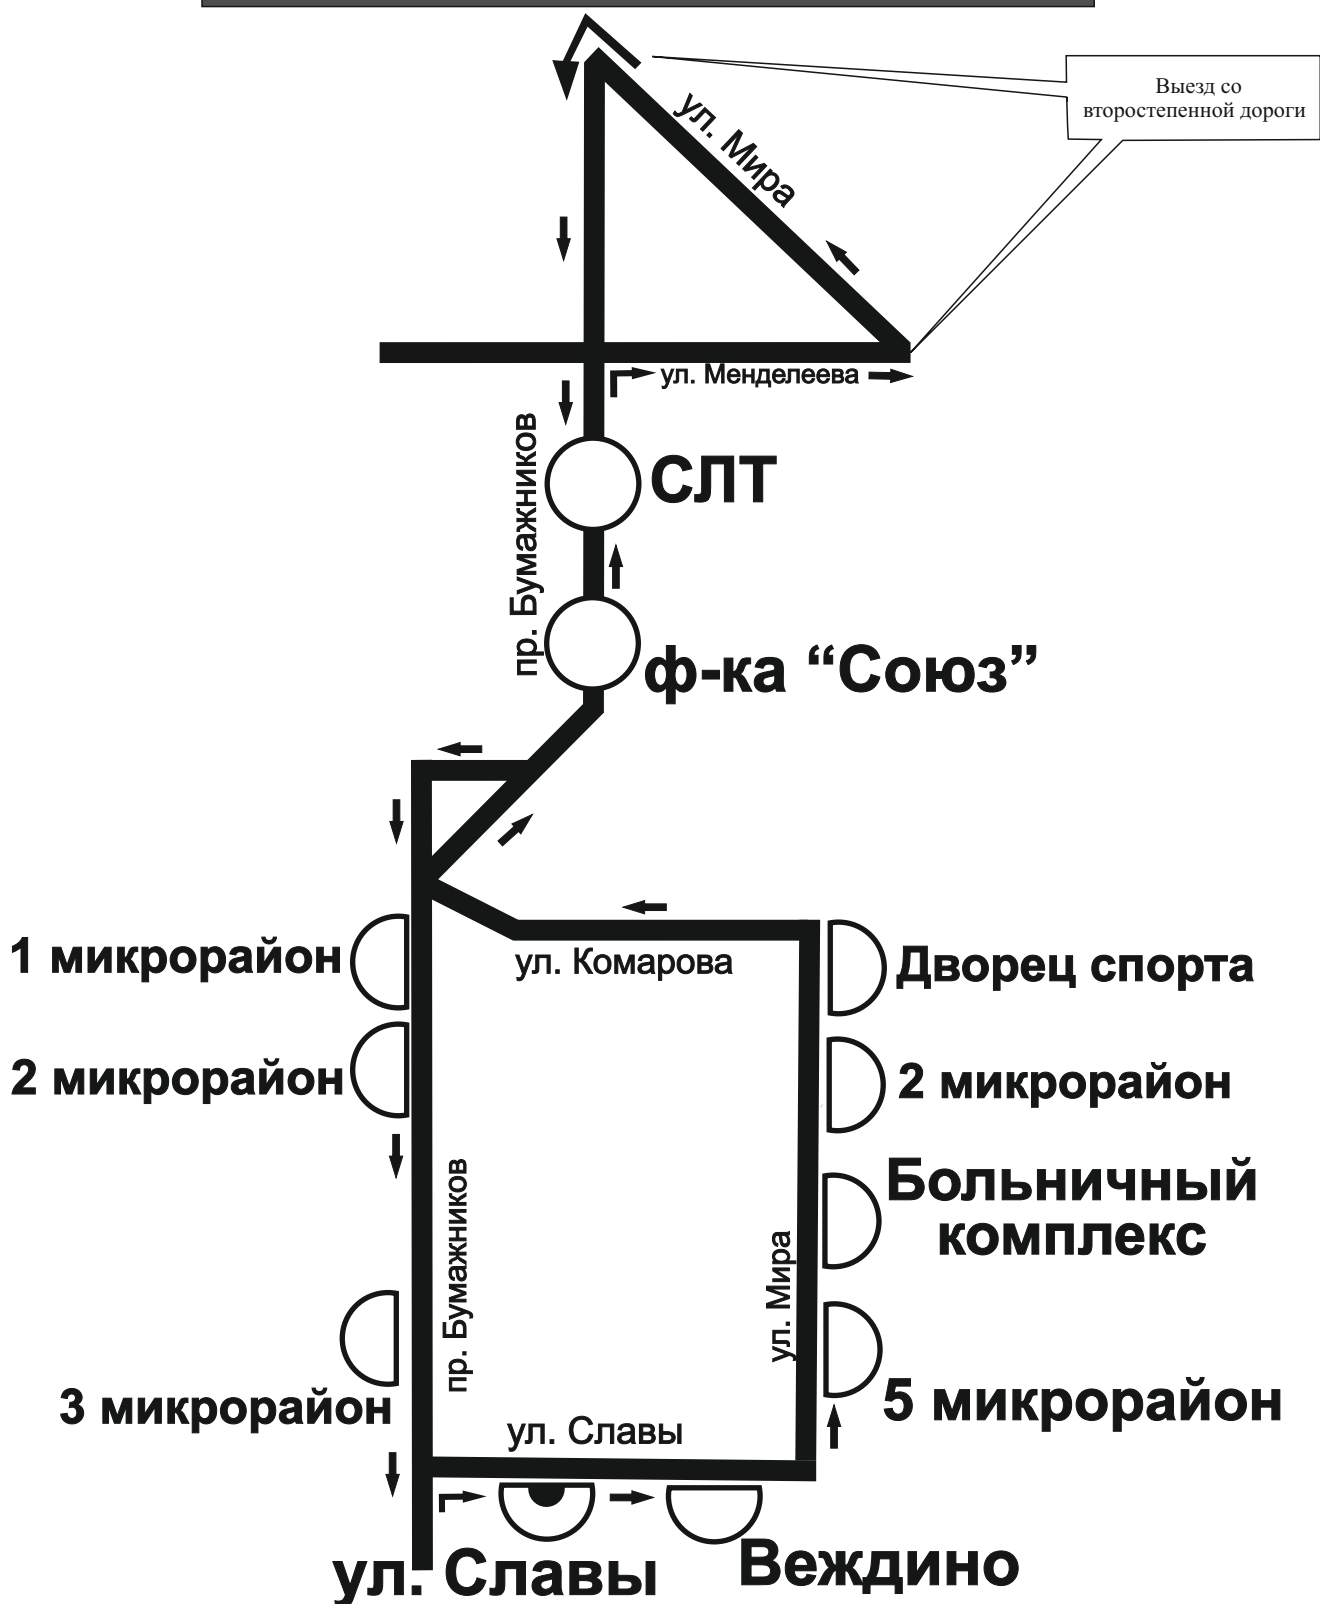 Выезд со
второстепенной дороги
ул. Мира
ул. Менделеева
пр. Бумажников
СЛТ
ф-ка “Союз”
1 микрорайон
ул. Комарова
Дворец спорта
2 микрорайон
2 микрорайон
Больничный
комплекс
пр. Бумажников
ул. Мира
3 микрорайон
5 микрорайон
ул. Славы
ул. Славы
Веждино